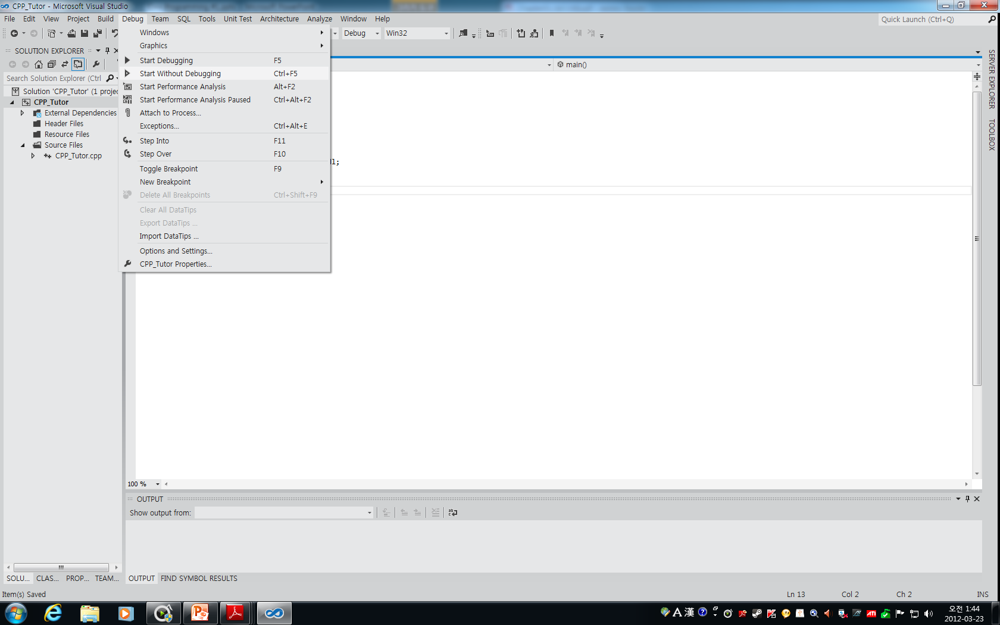 CPP_Tutor - Microsoft Visual Studio
File Edit View Project Build Debug Team SQL Tools Unit Test Architecture Analyze Window Help
Quick Launch (Ctrl+Q)
Debug Win32
SOLUTION EXPLORER
Search Solution Explorer (Ctrl
Solution 'CPP_Tutor' (1 projec
CPP_Tutor
External Dependencies
Header Files
Resource Files
Source Files
CPP_Tutor.cpp
Windows
Graphics
Start Debugging F5
Start Without Debugging Ctrl+F5
Start Performance Analysis Alt+F2
Start Performance Analysis Paused Ctrl+Alt+F2
Attach to Process...
Exceptions... Ctrl+Alt+E
Step Into F11
Step Over F10
Toggle Breakpoint F9
New Breakpoint
Delete All Breakpoints Ctrl+Shift+F9
Clear All DataTips
Export DataTips ...
Import DataTips ...
Options and Settings...
CPP_Tutor Properties...
main()
l;
SERVER EXPLORER
TOOLBOX
100 %
OUTPUT
Show output from:
SOLU... CLAS... PROP... TEAM...
OUTPUT FIND SYMBOL RESULTS
Item(s) Saved
Ln 13 Col 2 Ch 2 INS
A 漢
ATI
오전 1:44
2012-03-23